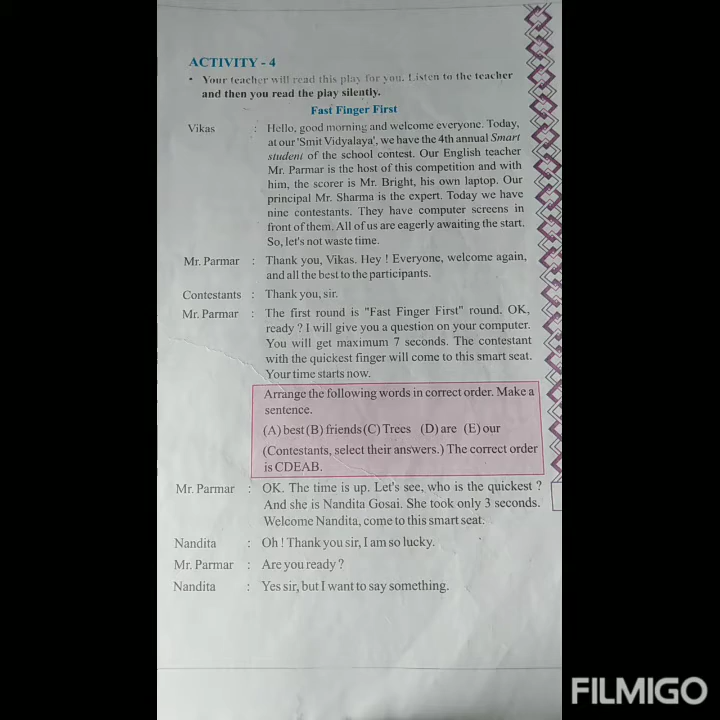 ACTIVITY - 4
• Your teacher will read this play for you. Listen to the teacher
and then you read the play silently.
Fast Finger First
Vikas : Hello, good morning and welcome everyone. Today,
at our 'Smit Vidyalaya', we have the 4th annual Smart
student of the school contest. Our English teacher
Mr. Parmar is the host of this competition and with
him, the scorer is Mr. Bright, his own laptop. Our
principal Mr. Sharma is the expert. Today we have
nine contestants. They have computer screens in
front of them. All of us are eagerly awaiting the start.
So, let's not waste time.
Mr. Parmar : Thank you, Vikas. Hey ! Everyone, welcome again,
and all the best to the participants.
Contestants : Thank you, sir.
Mr. Parmar : The first round is "Fast Finger First" round. OK,
ready ? I will give you a question on your computer.
You will get maximum 7 seconds. The contestant
with the quickest finger will come to this smart seat.
Your time starts now.
Arrange the following words in correct order. Make a
sentence.
(A) best (B) friends (C) Trees (D) are (E) our
(Contestants, select their answers.) The correct order
is CDEAB.
Mr. Parmar : OK. The time is up. Let's see, who is the quickest ?
And she is Nandita Gosai. She took only 3 seconds.
Welcome Nandita, come to this smart seat.
Nandita : Oh ! Thank you sir, I am so lucky.
Mr. Parmar : Are you ready ?
Nandita : Yes sir, but I want to say something.
FILMIGO